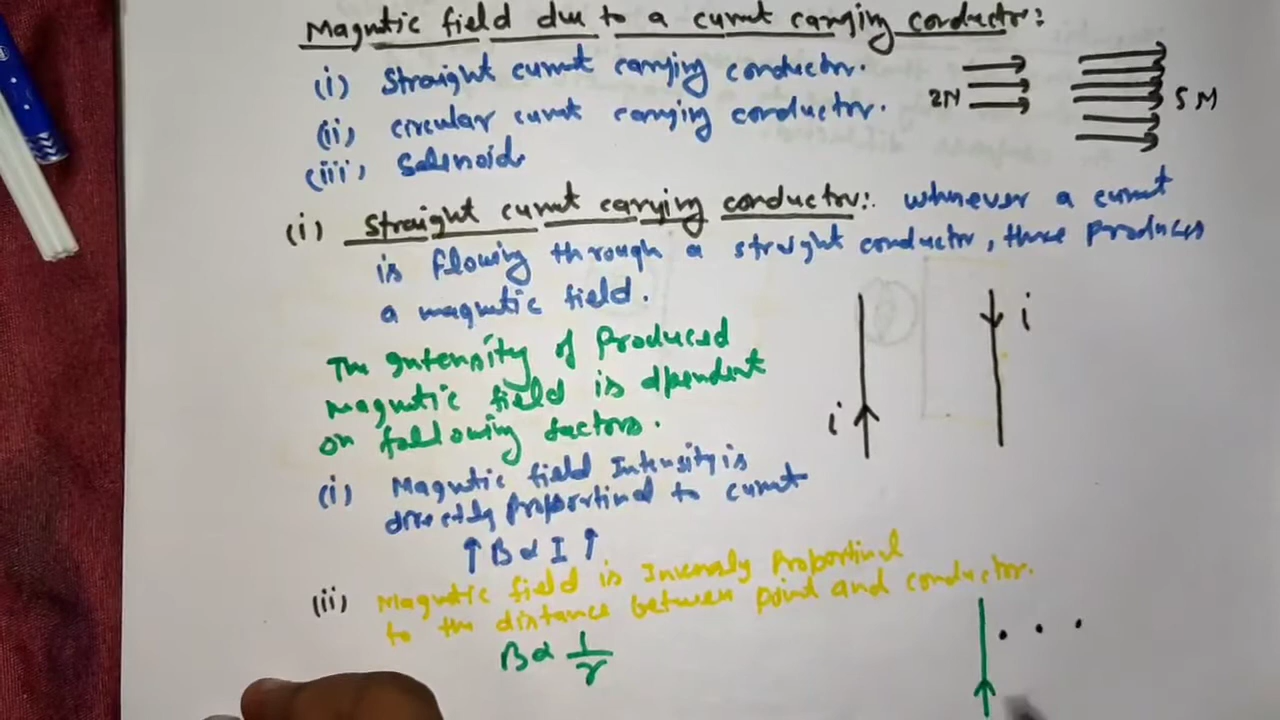 Magnetic field due to a current carrying conductor:
(i) Straight current carrying conductor.
(ii) circular current carrying conductor.
(iii) Solenoid
2N
5 M
(i) Straight current carrying conductor:. whenever a current
is flowing through a straight conductor, there produces
a magnetic field.
i
i
The Intensity of Produced
magnetic field is dpendent
on following factors.
(i) Magnetic field Intensity is
directly proportional to current
↑ B ∝ I ↑
(ii) Magnetic field is Inversely proportional
to the distance between point and conductor.
B ∝ 1/r